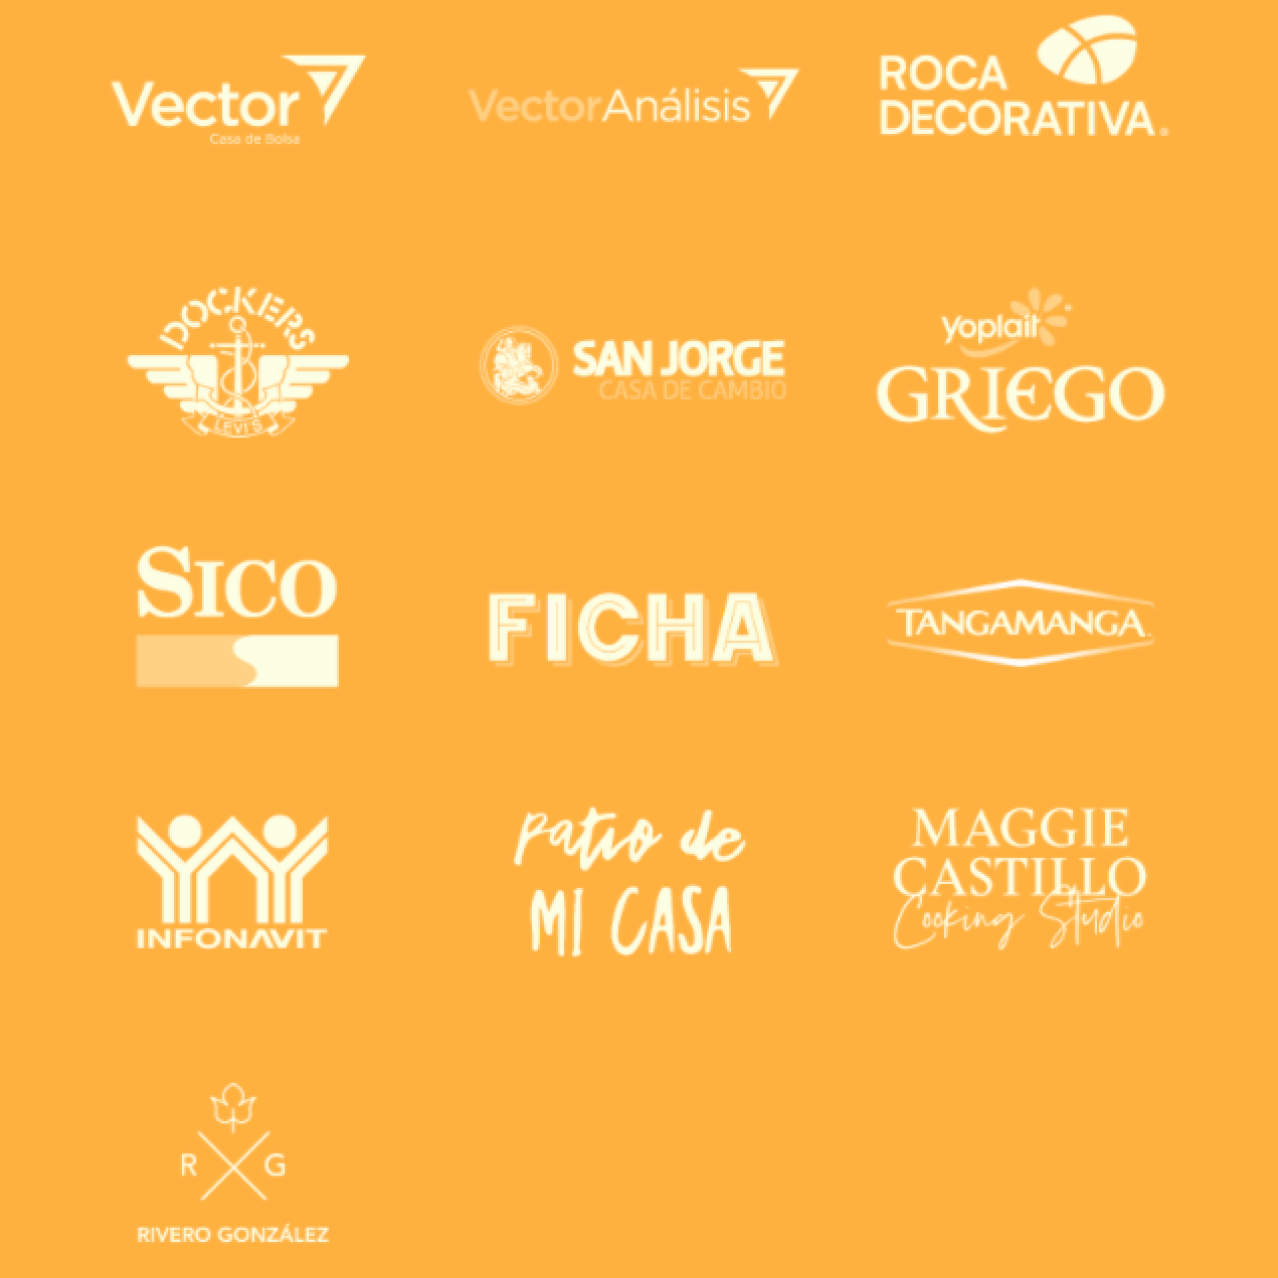 Vector
Casa de Bolsa
VectorAnálisis
ROCA
DECORATIVA®
DOCKERS
LEVI'S
SAN JORGE
CASA DE CAMBIO
yoplait
GRIEGO
SICO
FICHA
TANGAMANGA
INFONAVIT
Patio de
MI CASA
MAGGIE
CASTILLO
Cooking Studio
R G
RIVERO GONZÁLEZ